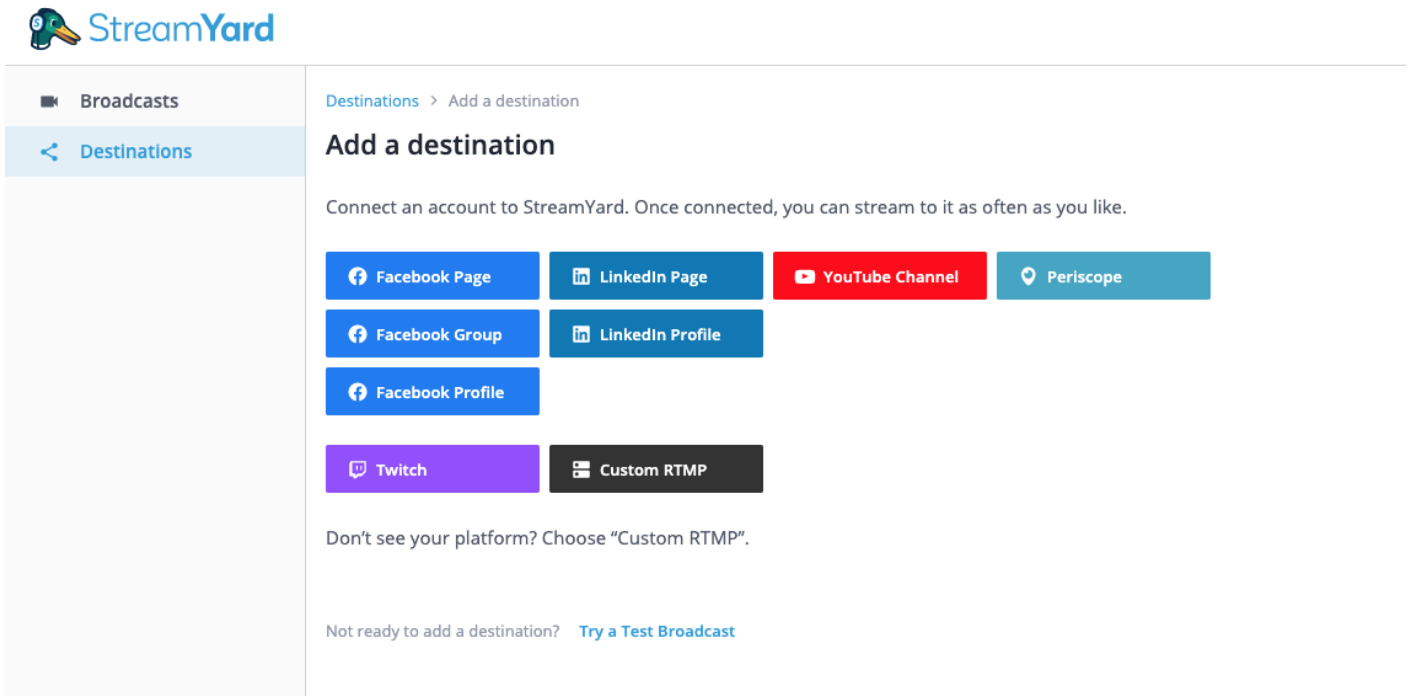 StreamYard
Broadcasts
Destinations
Destinations > Add a destination
Add a destination
Connect an account to StreamYard. Once connected, you can stream to it as often as you like.
Facebook Page
LinkedIn Page
YouTube Channel
Periscope
Facebook Group
LinkedIn Profile
Facebook Profile
Twitch
Custom RTMP
Don’t see your platform? Choose “Custom RTMP”.
Not ready to add a destination? Try a Test Broadcast